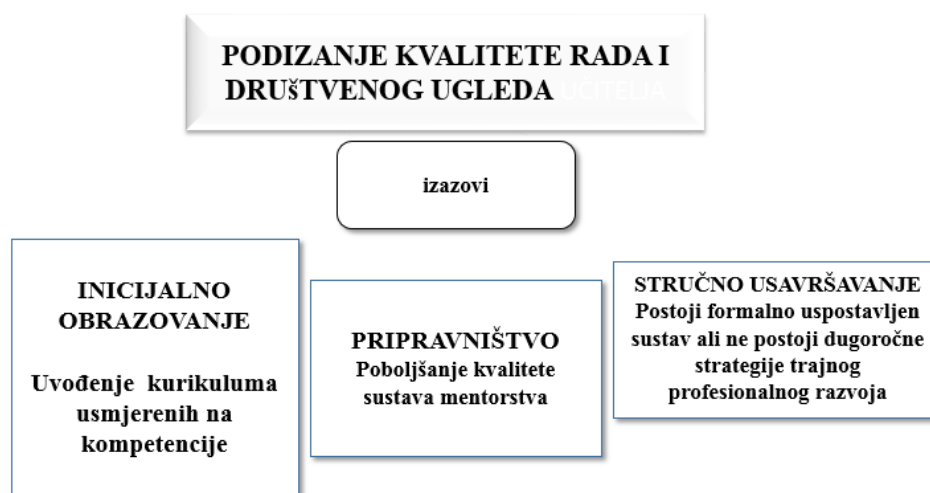 PODIZANJE KVALITETE RADA I
DRUšTVENOG UGLEDA UČITELJA
izazovi
INICIJALNO
OBRAZOVANJE
Uvođenje kurikuluma
usmjerenih na
kompetencije
PRIPRAVNIŠTVO
Poboljšanje kvalitete
sustava mentorstva
STRUČNO USAVRŠAVANJE
Postoji formalno uspostavljen
sustav ali ne postoji dugoročne
strategije trajnog
profesionalnog razvoja